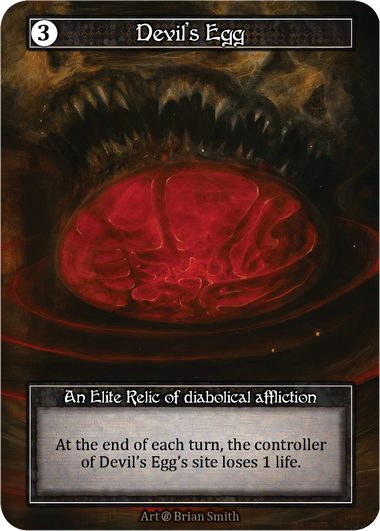 3
Devil's Egg
An Elite Relic of diabolical affliction
At the end of each turn, the controller
of Devil's Egg's site loses 1 life.
Art @ Brian Smith